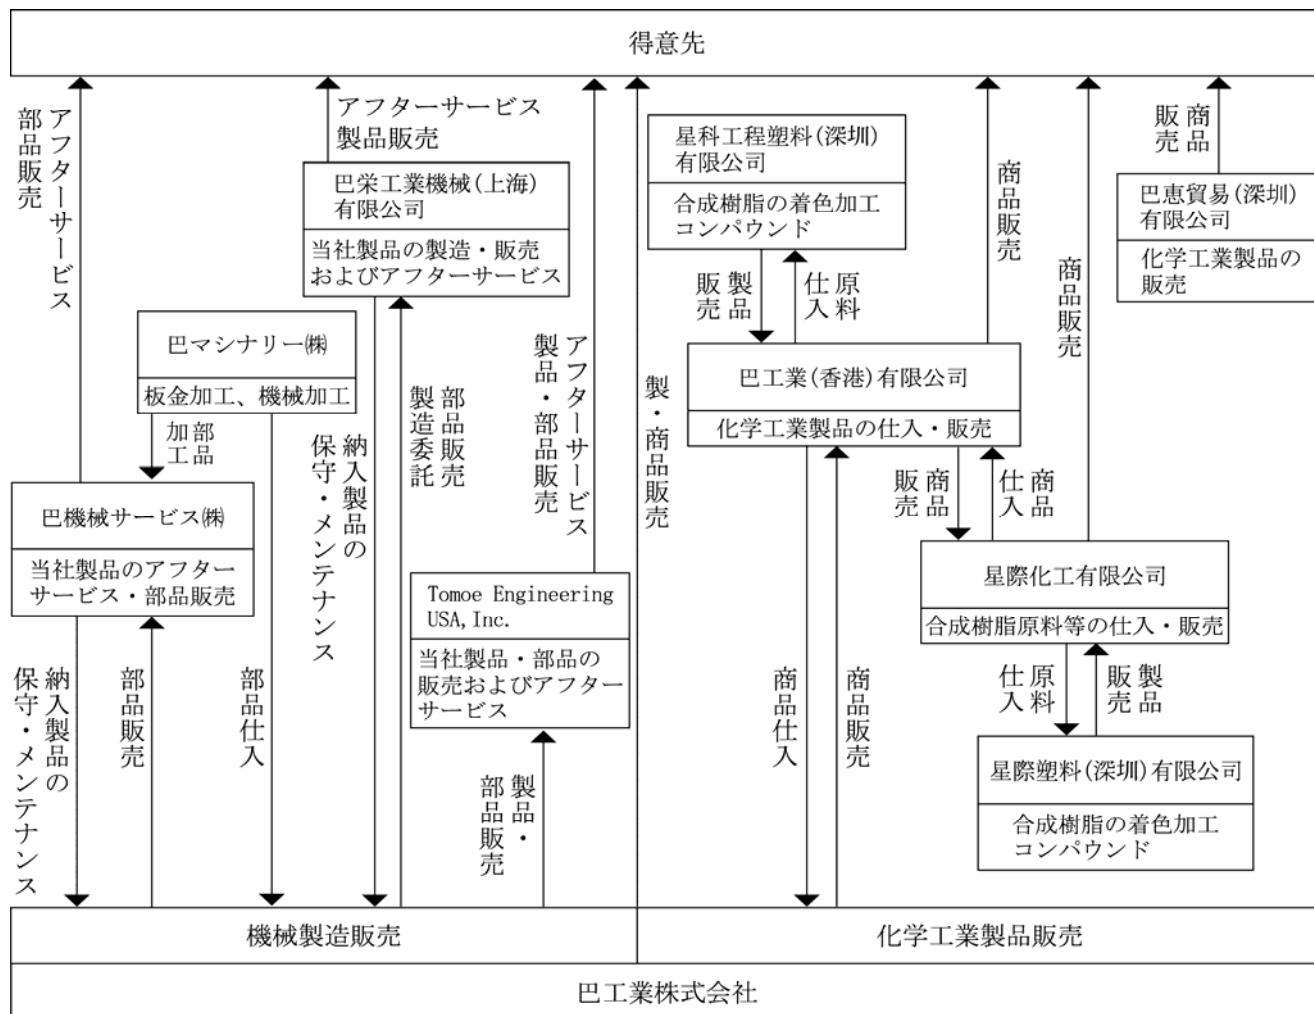 得意先
アフターサービス
部品販売
アフターサービス
製品販売
巴栄工業機械(上海)
有限公司
当社製品の製造・販売
およびアフターサービス
アフターサービス
製品・部品販売
製・商品販売
星科工程塑料(深圳)
有限公司
合成樹脂の着色加工
コンパウンド
製品
販売
原料
仕入
商品販売
商品販売
商品
販売
巴恵貿易(深圳)
有限公司
化学工業製品の
販売
巴マシナリー㈱
板金加工、機械加工
部品
加工
巴機械サービス㈱
当社製品のアフター
サービス・部品販売
納入製品の
保守・メンテナンス
部品販売
部品仕入
納入製品の
保守・メンテナンス
部品販売
製造委託
Tomoe Engineering
USA,Inc.
当社製品・部品の
販売およびアフター
サービス
製品・
部品販売
巴工業(香港)有限公司
化学工業製品の仕入・販売
商品仕入
商品販売
商品
販売
商品
仕入
星際化工有限公司
合成樹脂原料等の仕入・販売
原料
仕入
製品
販売
星際塑料(深圳)有限公司
合成樹脂の着色加工
コンパウンド
機械製造販売
化学工業製品販売
巴工業株式会社